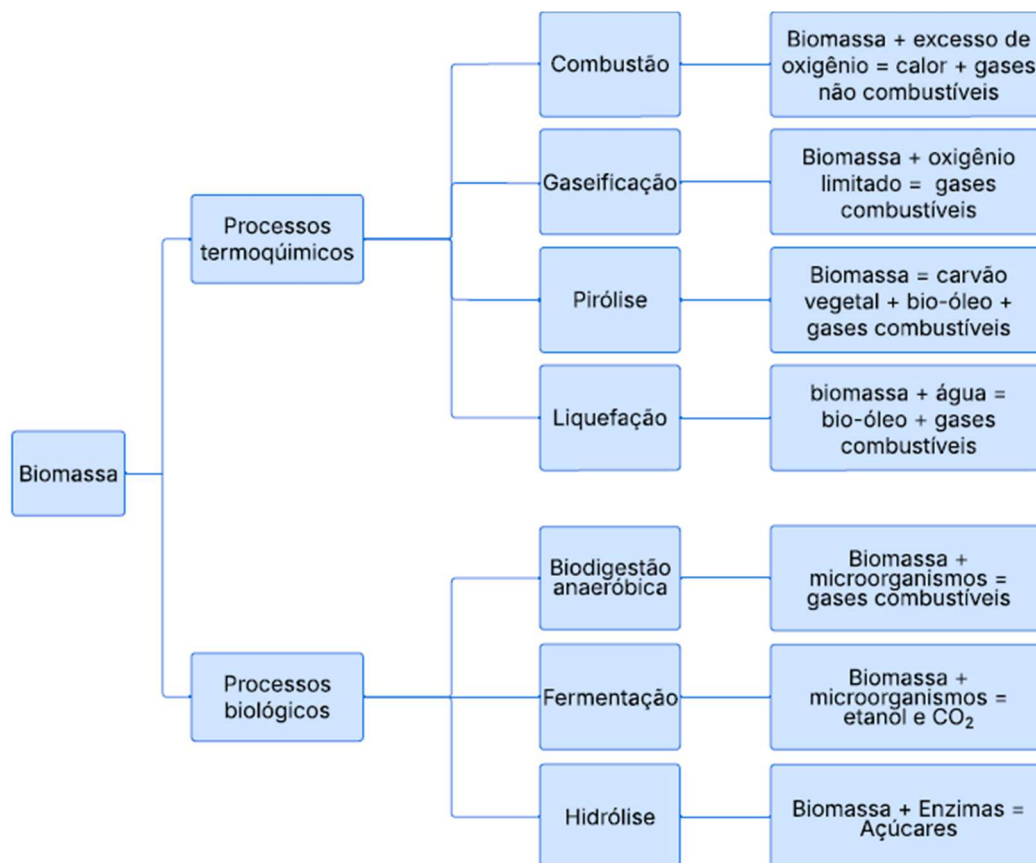 Combustão
Biomassa + excesso de
oxigênio = calor + gases
não combustíveis
Gaseificação
Biomassa + oxigênio
limitado = gases
combustíveis
Processos
termoqúimicos
Pirólise
Biomassa = carvão
vegetal + bio-óleo +
gases combustíveis
Liquefação
biomassa + água =
bio-óleo + gases
combustíveis
Biomassa
Biodigestão
anaeróbica
Biomassa +
microorganismos =
gases combustíveis
Processos
biológicos
Fermentação
Biomassa +
microorganismos =
etanol e CO₂
Hidrólise
Biomassa + Enzimas =
Açúcares